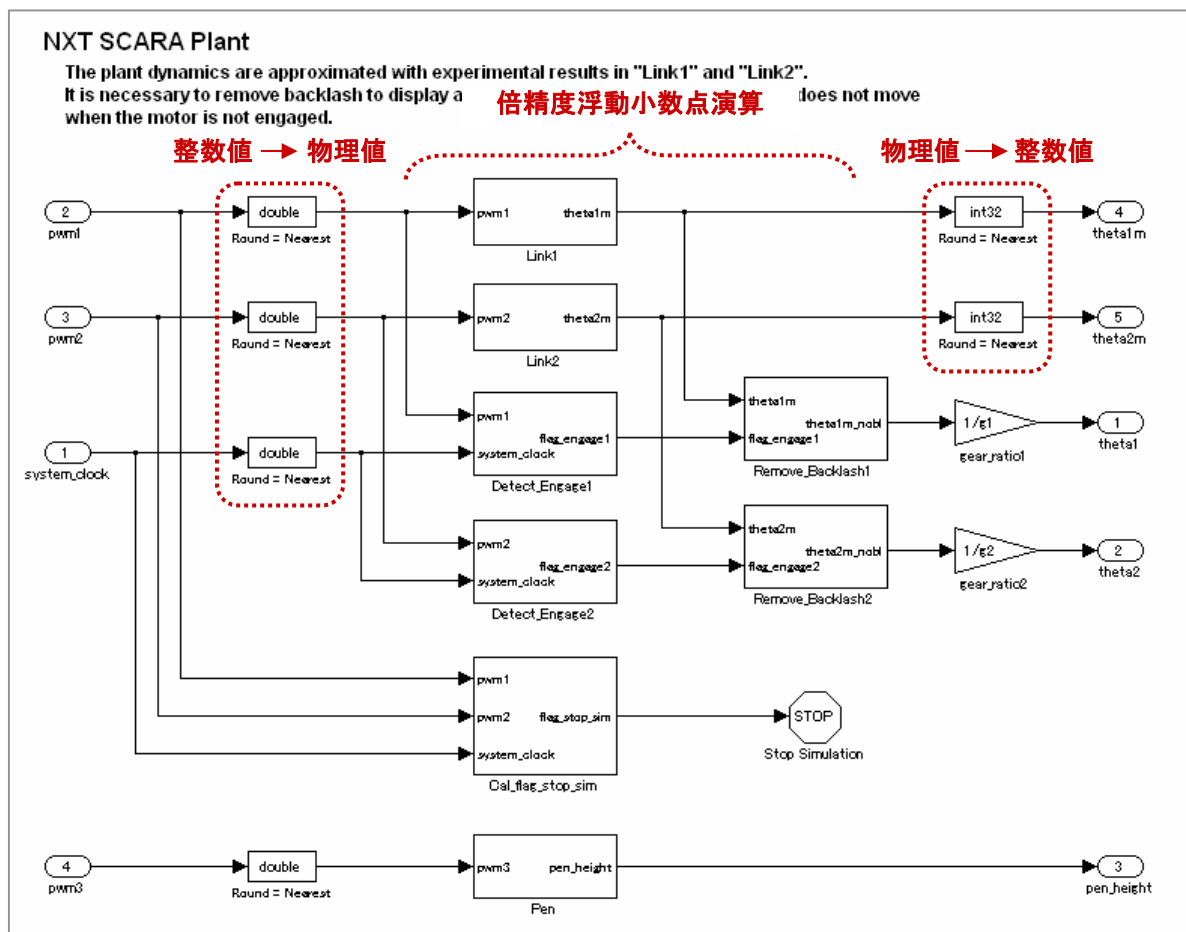 NXT SCARA Plant
The plant dynamics are approximated with experimental results in "Link1" and "Link2".
It is necessary to remove backlash to display a
倍精度浮動小数点演算
does not move
when the motor is not engaged.
整数値 → 物理値
物理値 → 整数値
2
pwm1
double
Round = Nearest
pwm1
theta1m
Link1
int32
Round = Nearest
4
theta1m
3
pwm2
double
Round = Nearest
pwm2
theta2m
Link2
int32
Round = Nearest
5
theta2m
1
system_clock
double
Round = Nearest
pwm1
system_clock
flag_engage1
Detect_Engage1
theta1m
flag_engage1
theta1m_nobl
Remove_Backlash1
1/g1
gear_ratio1
1
theta1
pwm2
system_clock
flag_engage2
Detect_Engage2
theta2m
flag_engage2
theta2m_nobl
Remove_Backlash2
1/g2
gear_ratio2
2
theta2
pwm1
pwm2
system_clock
flag_stop_sim
Cal_flag_stop_sim
STOP
Stop Simulation
4
pwm3
double
Round = Nearest
pwm3
pen_height
Pen
3
pen_height